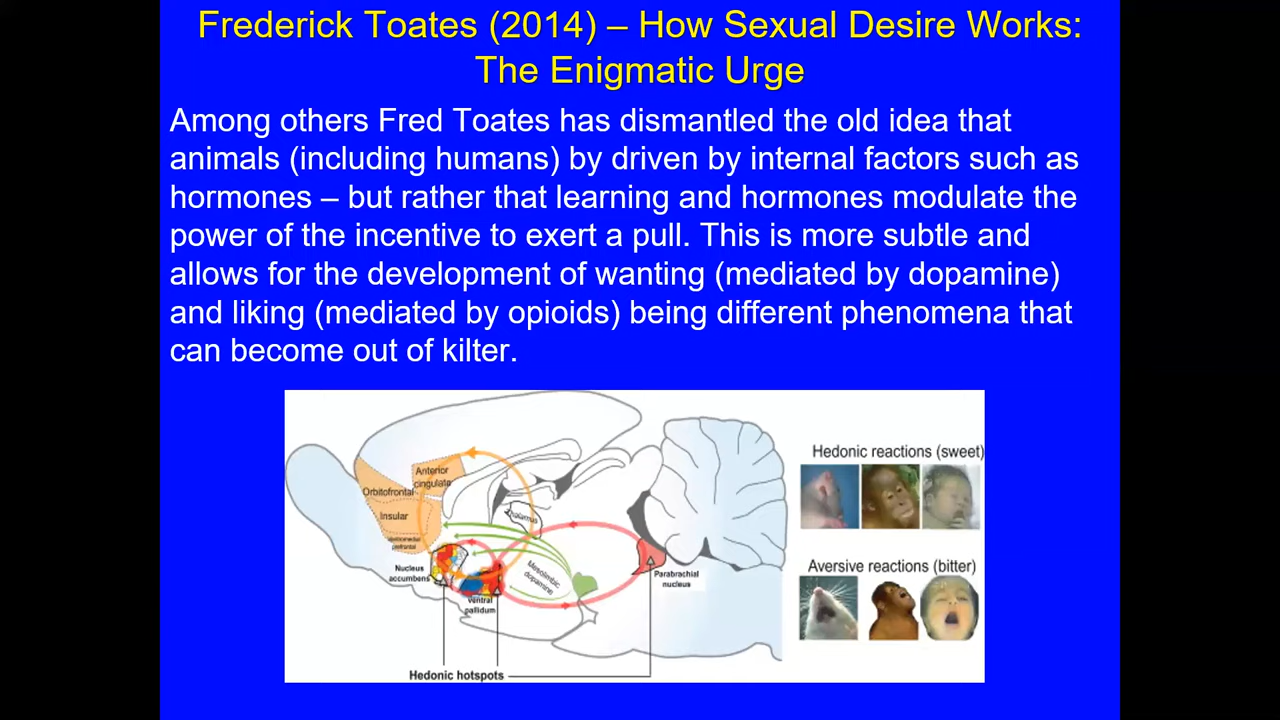 Frederick Toates (2014) – How Sexual Desire Works:
The Enigmatic Urge
Among others Fred Toates has dismantled the old idea that
animals (including humans) by driven by internal factors such as
hormones – but rather that learning and hormones modulate the
power of the incentive to exert a pull. This is more subtle and
allows for the development of wanting (mediated by dopamine)
and liking (mediated by opioids) being different phenomena that
can become out of kilter.
Anterior
cingulate
Orbitofrontal
Insular
Ventromedial
prefrontal
Thalamus
Nucleus
accumbens
Ventral
pallidum
Mesolimbic
dopamine
Parabrachial
nucleus
Hedonic hotspots
Hedonic reactions (sweet)
Aversive reactions (bitter)